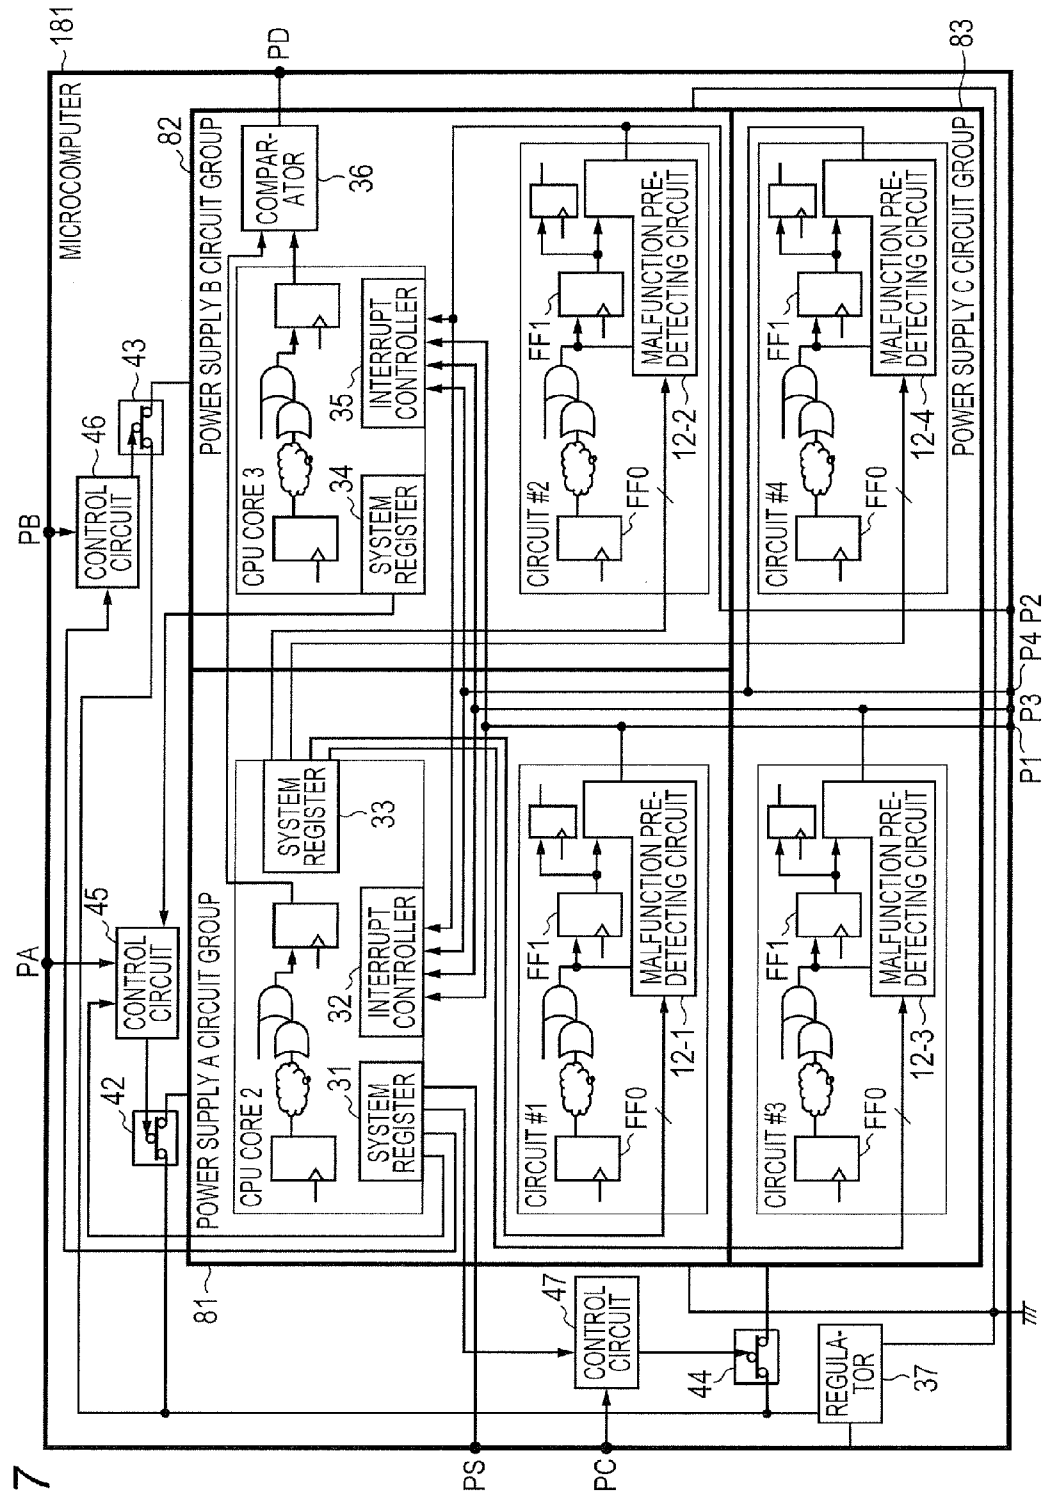 7
181
MICROCOMPUTER
PA
PB
PD
45
CONTROL
CIRCUIT
46
CONTROL
CIRCUIT
42
43
82
81
POWER SUPPLY A CIRCUIT GROUP
POWER SUPPLY B CIRCUIT GROUP
CPU CORE 2
31
SYSTEM
REGISTER
32
INTERRUPT
CONTROLLER
SYSTEM
REGISTER
33
CPU CORE 3
34
SYSTEM
REGISTER
35
INTERRUPT
CONTROLLER
COMPAR-
ATOR
36
CIRCUIT #1
FF0
FF1
MALFUNCTION PRE-
DETECTING CIRCUIT
12-1
CIRCUIT #2
FF0
FF1
MALFUNCTION PRE-
DETECTING CIRCUIT
12-2
CIRCUIT #3
FF0
FF1
MALFUNCTION PRE-
DETECTING CIRCUIT
12-3
CIRCUIT #4
FF0
FF1
MALFUNCTION PRE-
DETECTING CIRCUIT
12-4
POWER SUPPLY C CIRCUIT GROUP
83
47
CONTROL
CIRCUIT
44
REGULA-
TOR
37
PS
PC
P1
P3
P4
P2